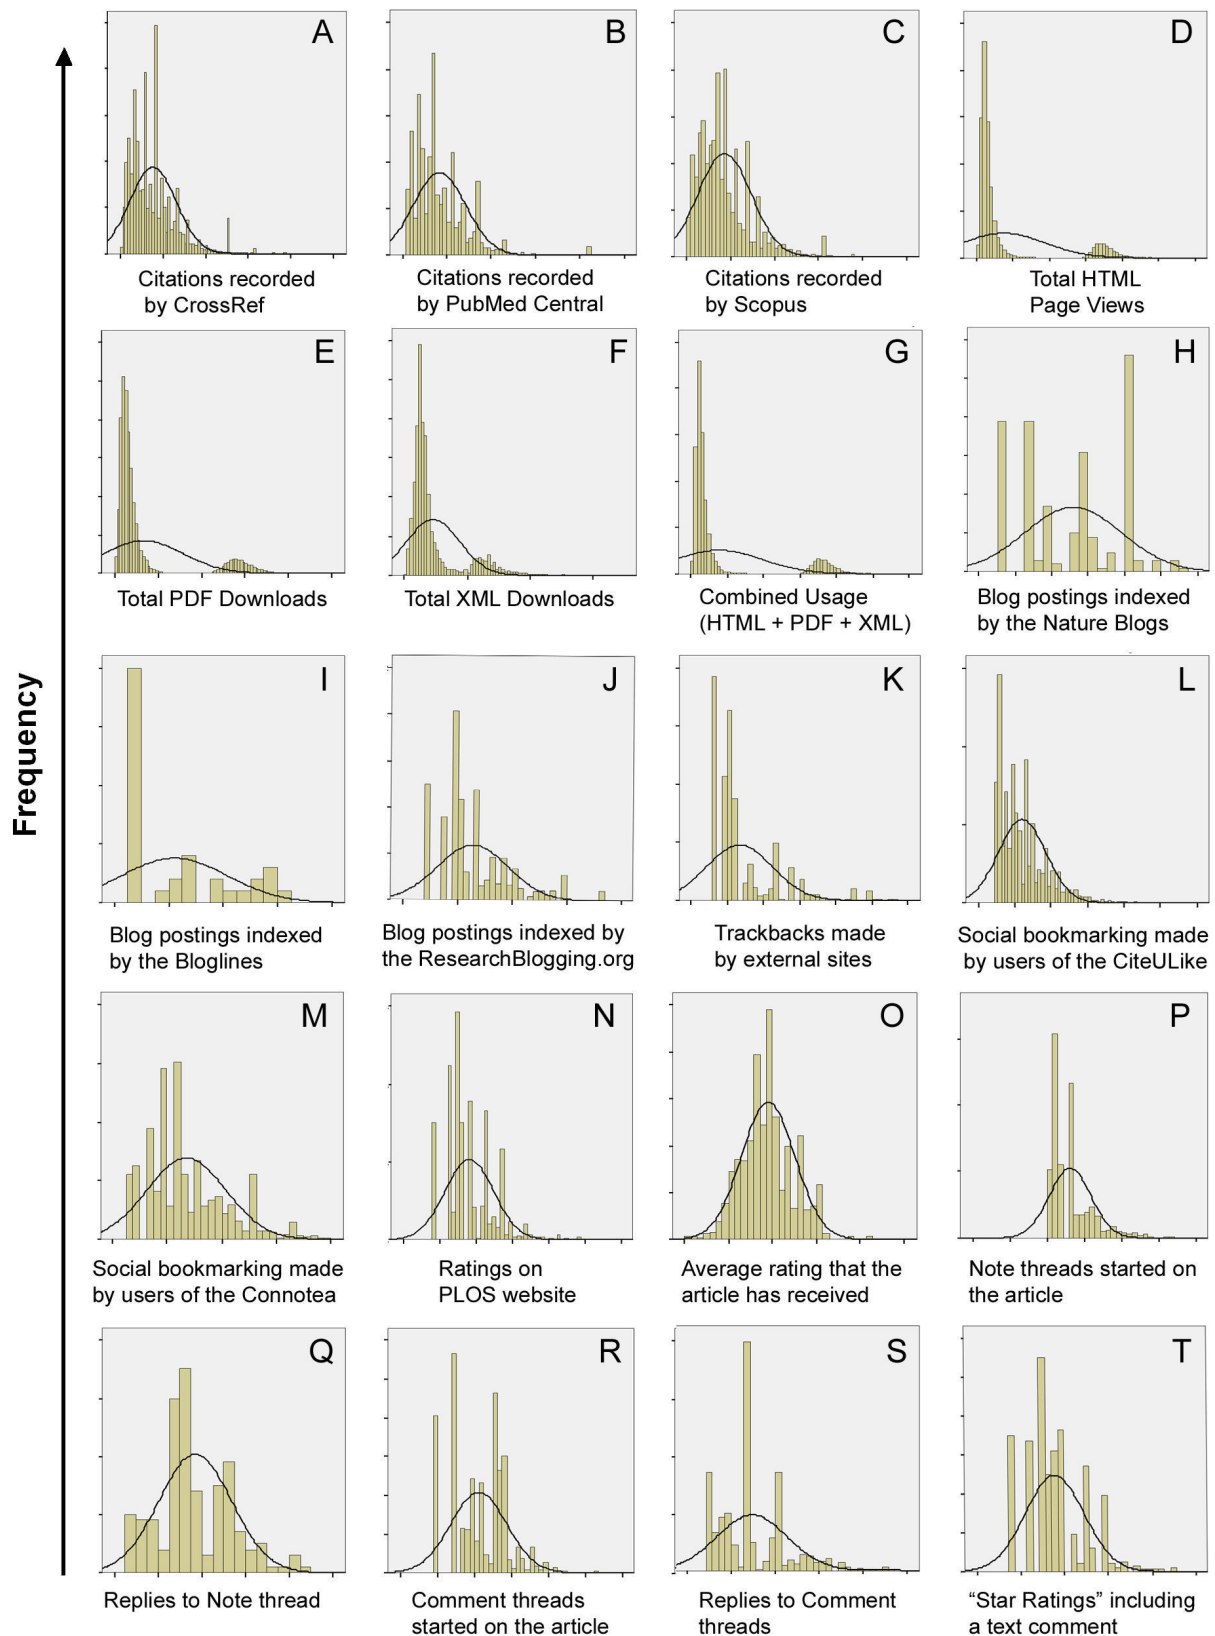 A
B
C
D
Citations recorded
by CrossRef
Citations recorded
by PubMed Central
Citations recorded
by Scopus
Total HTML
Page Views
E
F
G
H
Total PDF Downloads
Total XML Downloads
Combined Usage
(HTML + PDF + XML)
Blog postings indexed
by the Nature Blogs
Frequency
I
J
K
L
Blog postings indexed
by the Bloglines
Blog postings indexed by
the ResearchBlogging.org
Trackbacks made
by external sites
Social bookmarking made
by users of the CiteULike
M
N
O
P
Social bookmarking made
by users of the Connotea
Ratings on
PLOS website
Average rating that the
article has received
Note threads started on
the article
Q
R
S
T
Replies to Note thread
Comment threads
started on the article
Replies to Comment
threads
“Star Ratings” including
a text comment